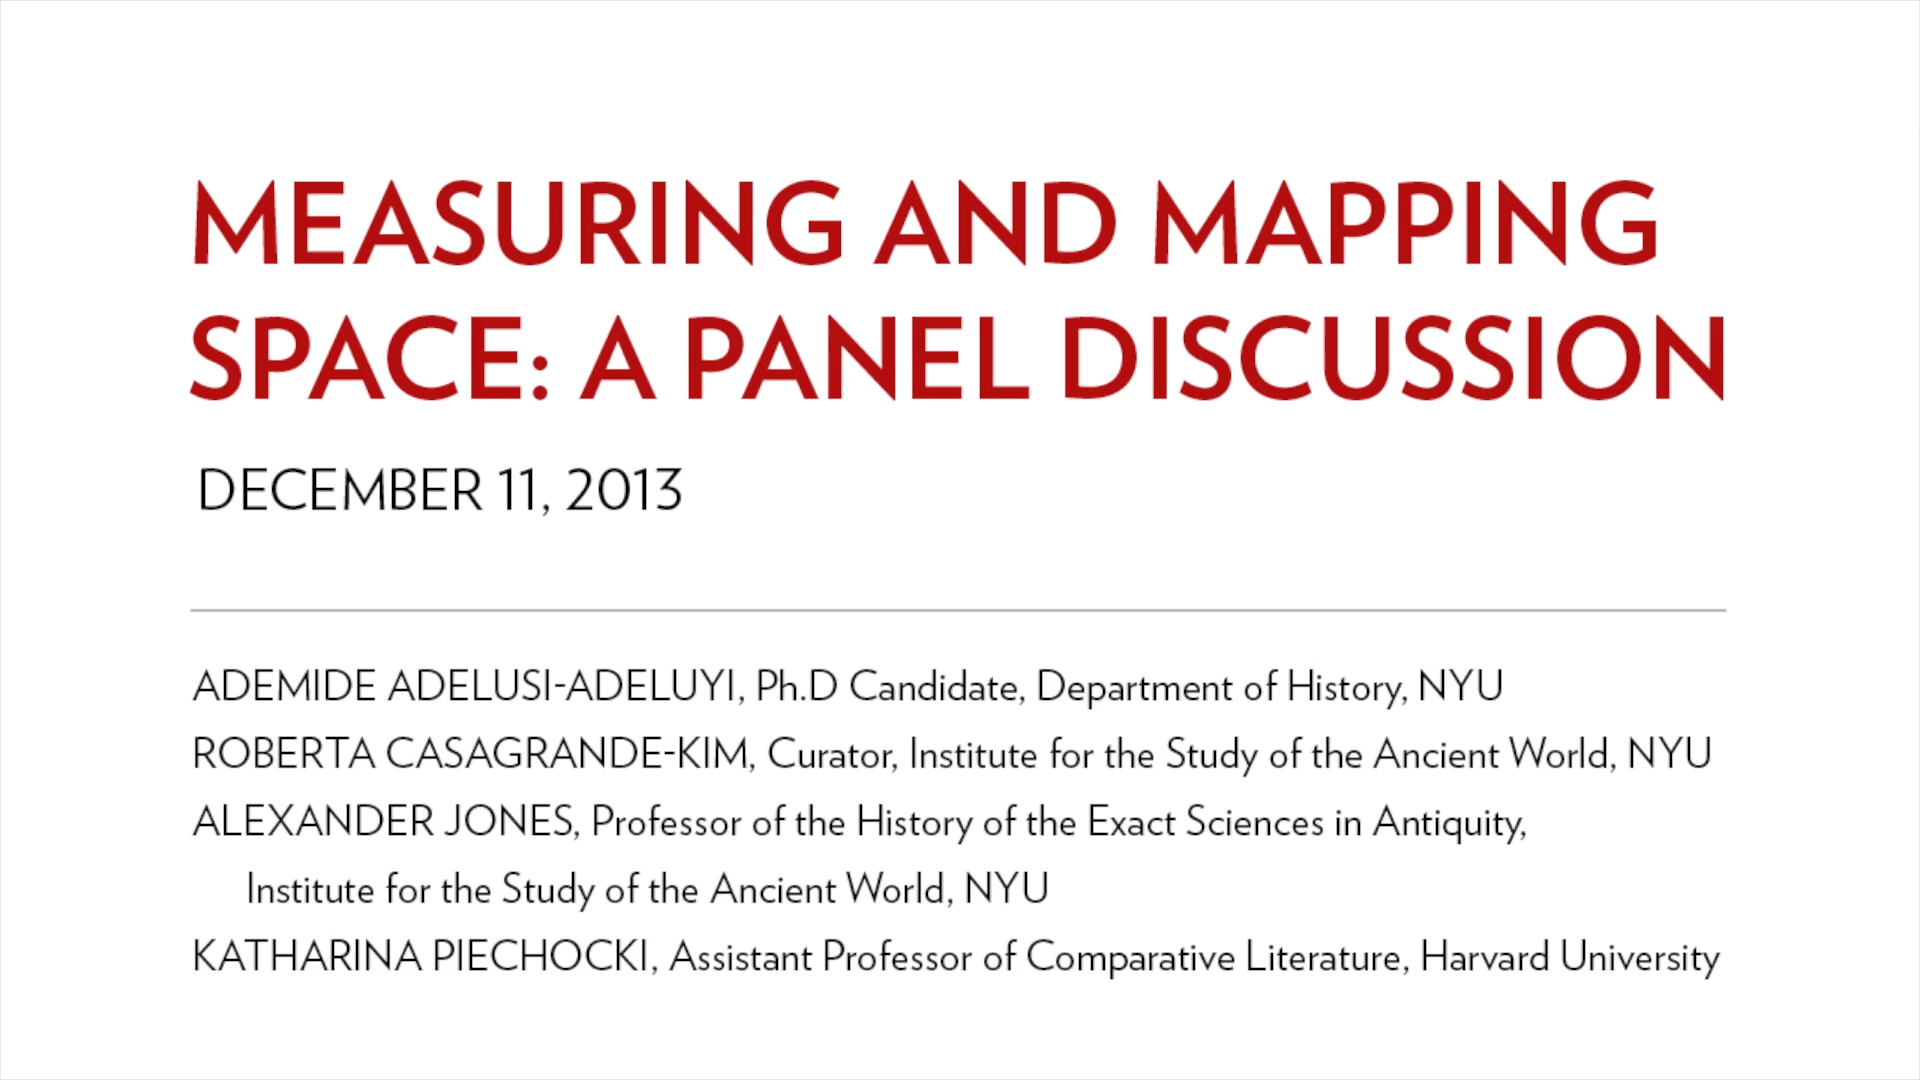 MEASURING AND MAPPING
SPACE: A PANEL DISCUSSION
DECEMBER 11, 2013
ADEMIDE ADELUSI-ADELUYI, Ph.D Candidate, Department of History, NYU
ROBERTA CASAGRANDE-KIM, Curator, Institute for the Study of the Ancient World, NYU
ALEXANDER JONES, Professor of the History of the Exact Sciences in Antiquity,
Institute for the Study of the Ancient World, NYU
KATHARINA PIECHOCKI, Assistant Professor of Comparative Literature, Harvard University